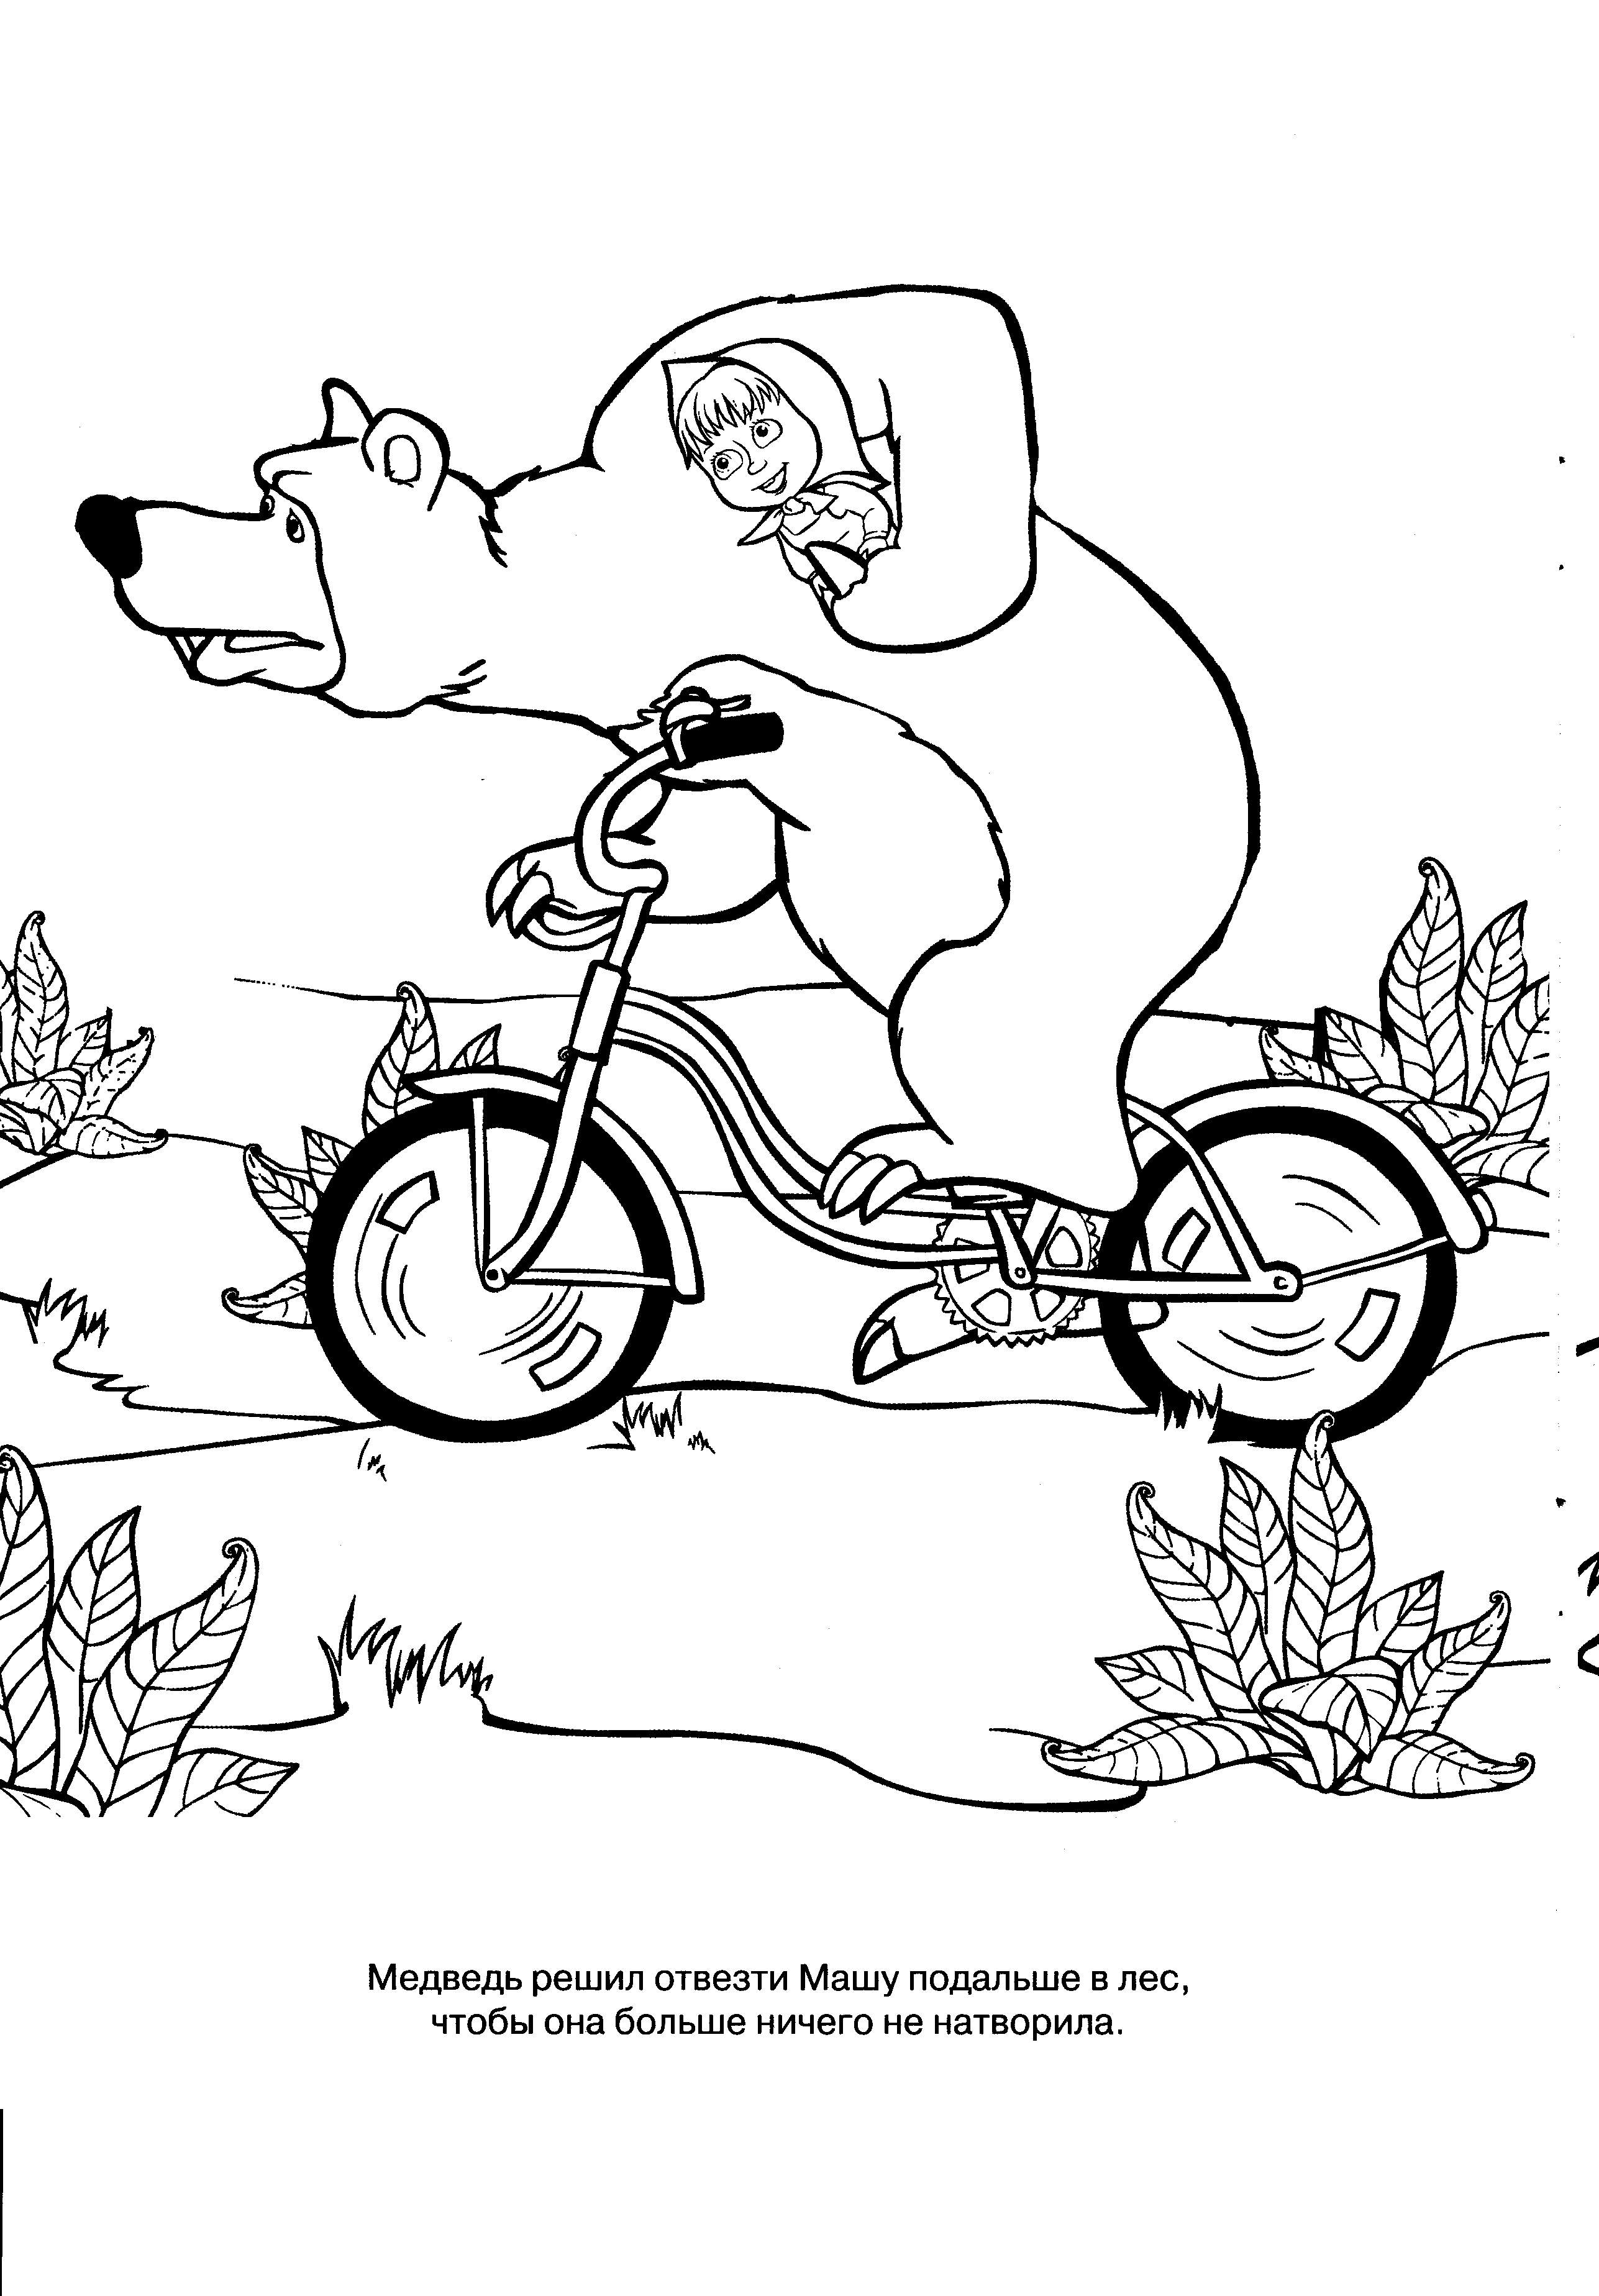 Медведь решил отвезти Машу подальше в лес,
чтобы она больше ничего не натворила.